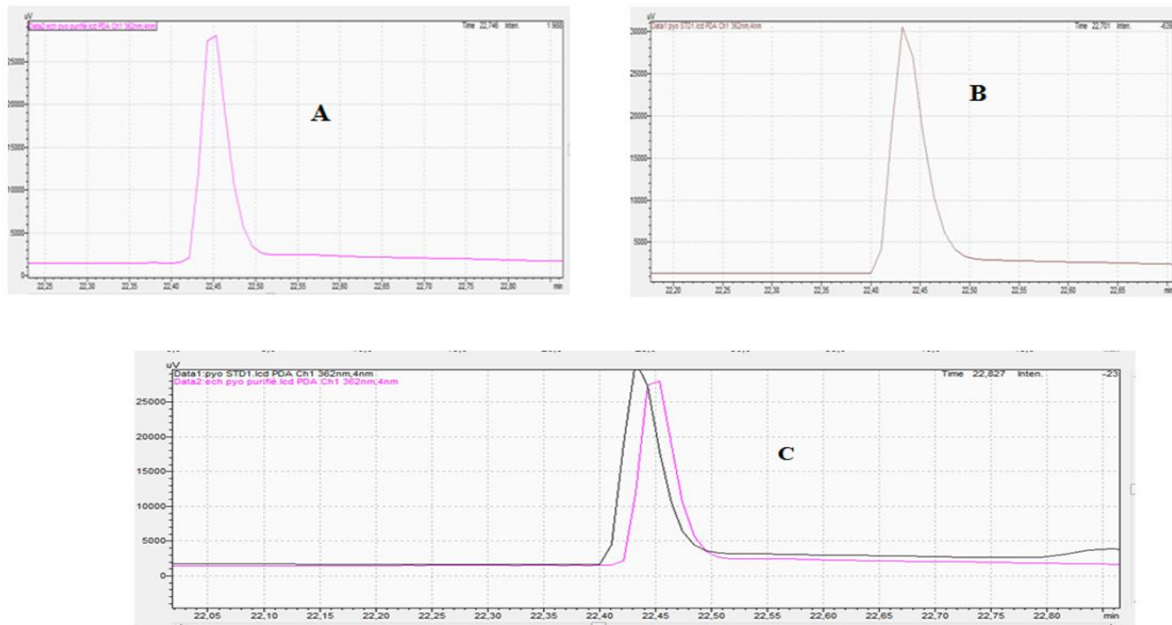 uV
Data2:ech pyo purifié.lcd PDA Ch1 362nm,4nm
Time 22,746 Inten. 1.988
25000
20000
15000
10000
5000
0
A
22,25 22,30 22,35 22,40 22,45 22,50 22,55 22,60 22,65 22,70 22,75 22,80 min
uV
Data1:pyo STD1.lcd PDA Ch1 362nm,4nm
Time 22,701 Inten.
30000
25000
20000
15000
10000
5000
B
22,20 22,25 22,30 22,35 22,40 22,45 22,50 22,55 22,60 22,65 22,70 min
uV
Data1:pyo STD1.lcd PDA Ch1 362nm,4nm
Time 22,827 Inten. -23
Data2:ech pyo purifié.lcd PDA Ch1 362nm,4nm
25000
20000
15000
10000
5000
0
C
22,05 22,10 22,15 22,20 22,25 22,30 22,35 22,40 22,45 22,50 22,55 22,60 22,65 22,70 22,75 22,80 min